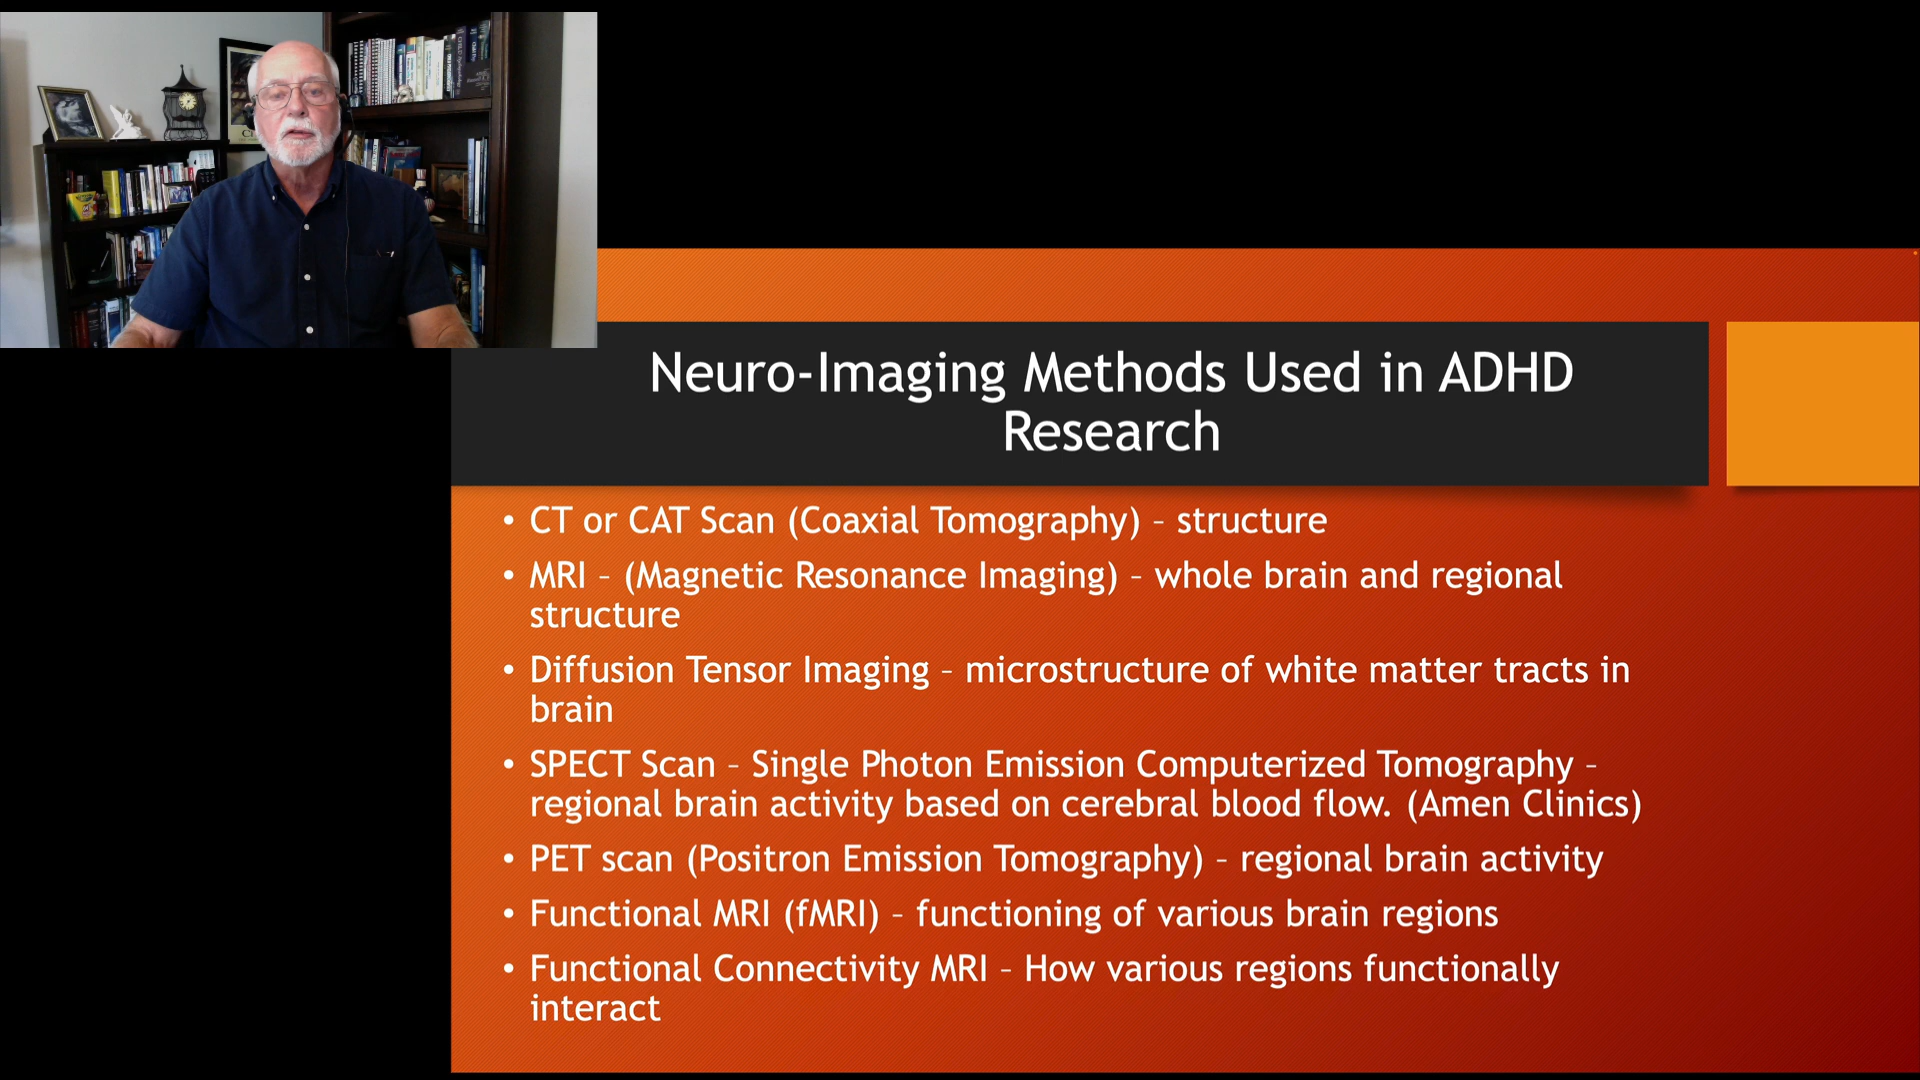 Neuro-Imaging Methods Used in ADHD
Research
• CT or CAT Scan (Coaxial Tomography) – structure
• MRI – (Magnetic Resonance Imaging) – whole brain and regional
structure
• Diffusion Tensor Imaging – microstructure of white matter tracts in
brain
• SPECT Scan – Single Photon Emission Computerized Tomography –
regional brain activity based on cerebral blood flow. (Amen Clinics)
• PET scan (Positron Emission Tomography) – regional brain activity
• Functional MRI (fMRI) – functioning of various brain regions
• Functional Connectivity MRI – How various regions functionally
interact